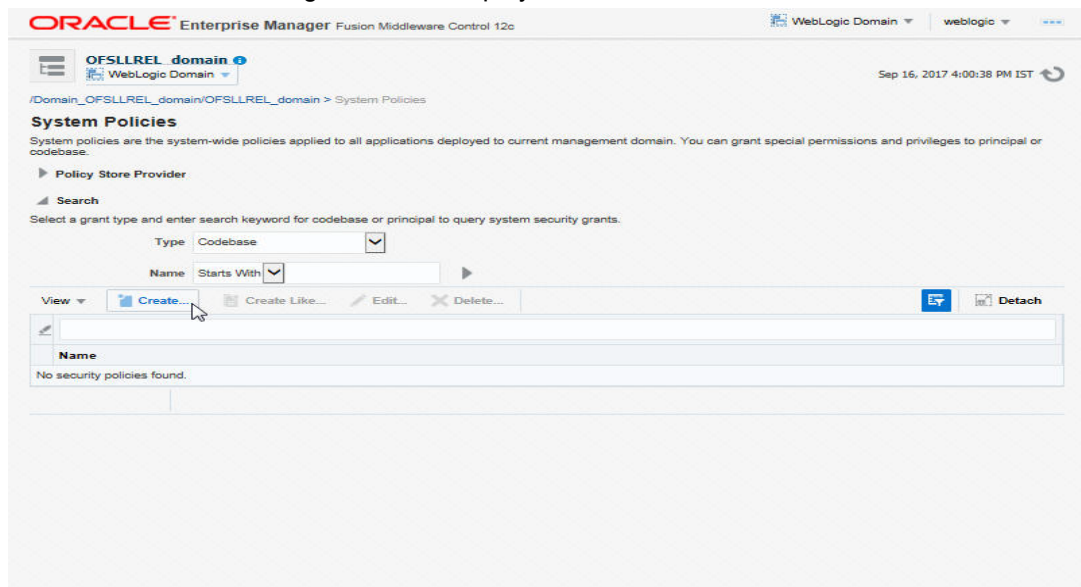 ORACLE Enterprise Manager Fusion Middleware Control 12c
WebLogic Domain weblogic
OFSLLREL_domain
WebLogic Domain
Sep 16, 2017 4:00:38 PM IST
/Domain_OFSLLREL_domain/OFSLLREL_domain > System Policies
System Policies
System policies are the system-wide policies applied to all applications deployed to current management domain. You can grant special permissions and privileges to principal or
codebase.
Policy Store Provider
Search
Select a grant type and enter search keyword for codebase or principal to query system security grants.
Type Codebase
Name Starts With
View Create... Create Like... Edit... Delete... Detach
Name
No security policies found.